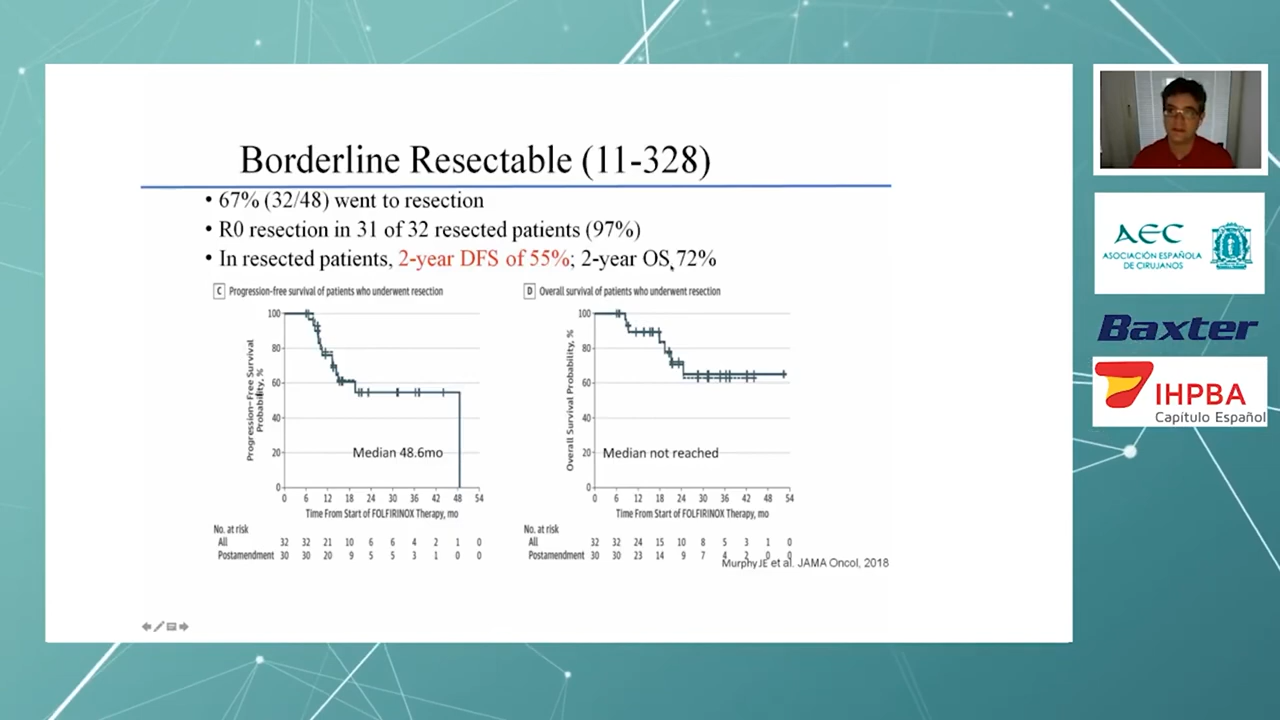 Borderline Resectable (11-328)
• 67% (32/48) went to resection
• R0 resection in 31 of 32 resected patients (97%)
• In resected patients, 2-year DFS of 55%; 2-year OS, 72%
C Progression-free survival of patients who underwent resection
Progression-Free Survival
Probability, %
100
80
60
40
20
0
Median 48.6mo
0 6 12 18 24 30 36 42 48 54
Time From Start of FOLFIRINOX Therapy, mo
No. at risk
All 32 32 21 10 6 6 4 2 1 0
Postamendment 30 30 20 9 5 5 3 1 0 0
D Overall survival of patients who underwent resection
Overall Survival Probability, %
100
80
60
40
20
0
Median not reached
0 6 12 18 24 30 36 42 48 54
Time From Start of FOLFIRINOX Therapy, mo
No. at risk
All 32 32 24 15 10 8 5 3 1 0
Postamendment 30 30 23 14 9 7 4 2 0 0
Murphy JE et al. JAMA Oncol, 2018
AEC
ASOCIACIÓN ESPAÑOLA
DE CIRUJANOS
Baxter
IHPBA
Capítulo Español